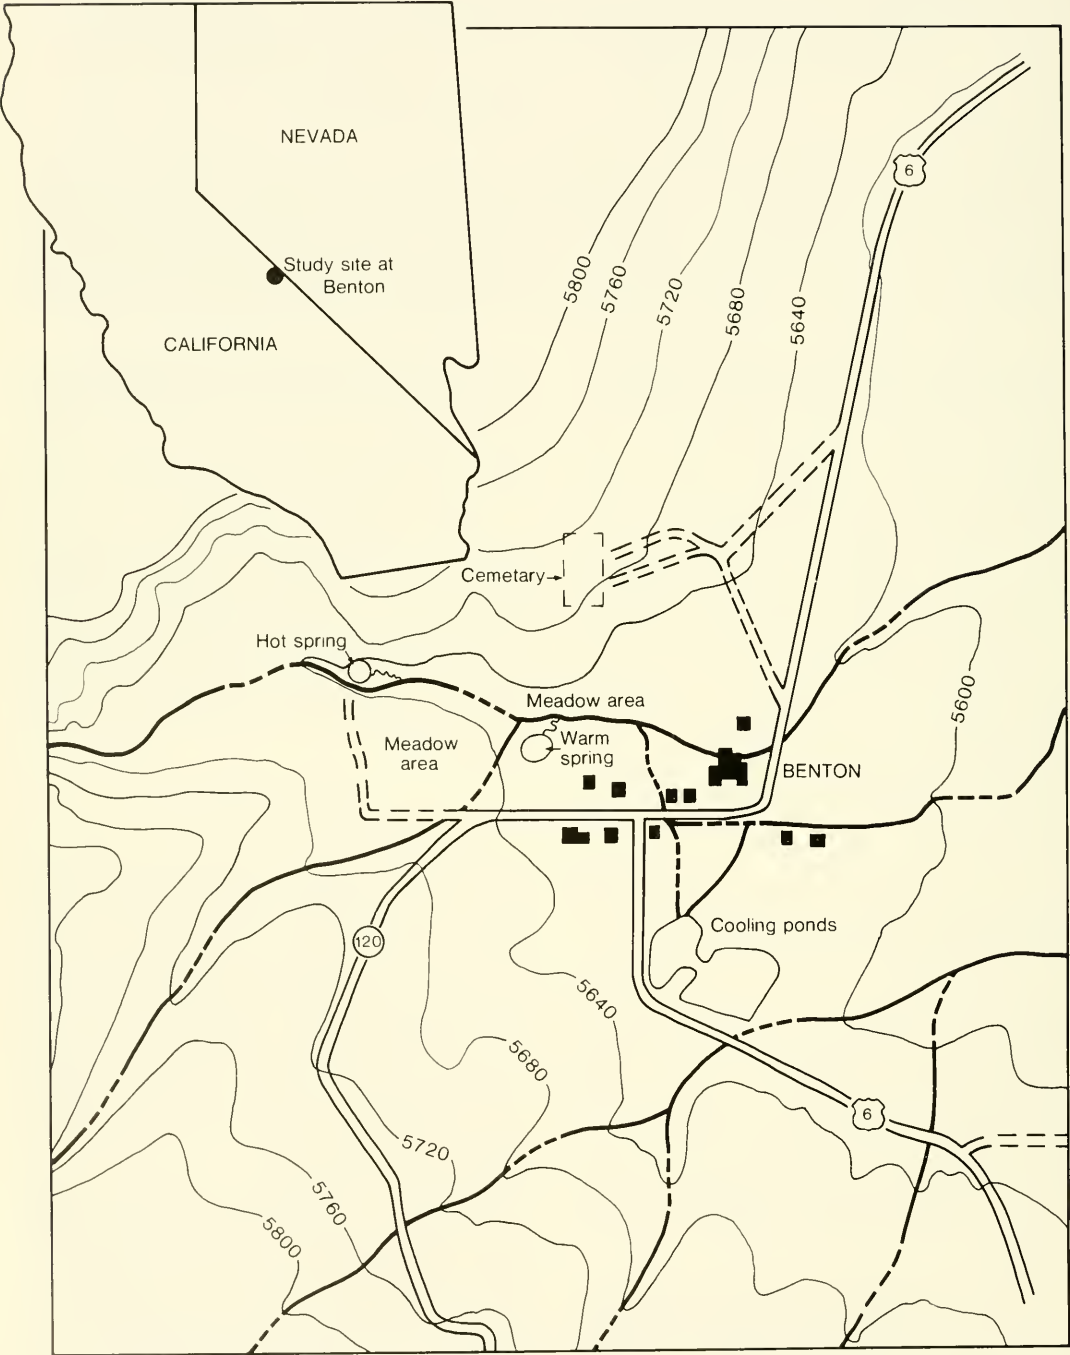 NEVADA
Study site at
Benton
CALIFORNIA
6
5800
5760
5720
5680
5640
Cemetary
Hot spring
Meadow area
Meadow
area
Warm
spring
5600
BENTON
120
Cooling ponds
5640
5680
6
5720
5760
5800